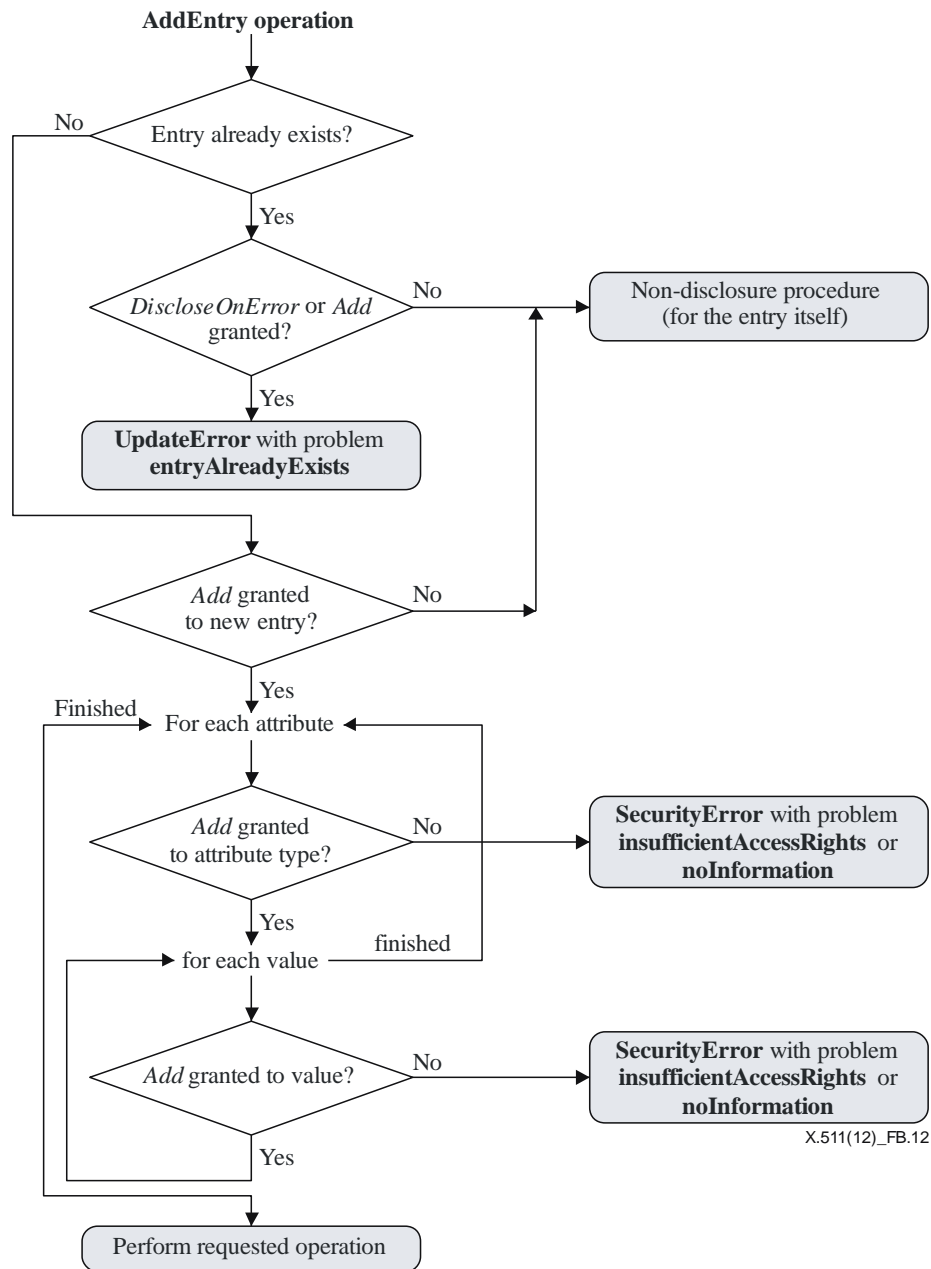 AddEntry operation
No
Entry already exists?
Yes
DiscloseOnError or Add
granted?
No
Non-disclosure procedure
(for the entry itself)
Yes
UpdateError with problem
entryAlreadyExists
Add granted
to new entry?
No
Yes
Finished
For each attribute
Add granted
to attribute type?
No
SecurityError with problem
insufficientAccessRights or
noInformation
Yes
for each value
finished
Add granted to value?
No
SecurityError with problem
insufficientAccessRights or
noInformation
X.511(12)_FB.12
Yes
Perform requested operation